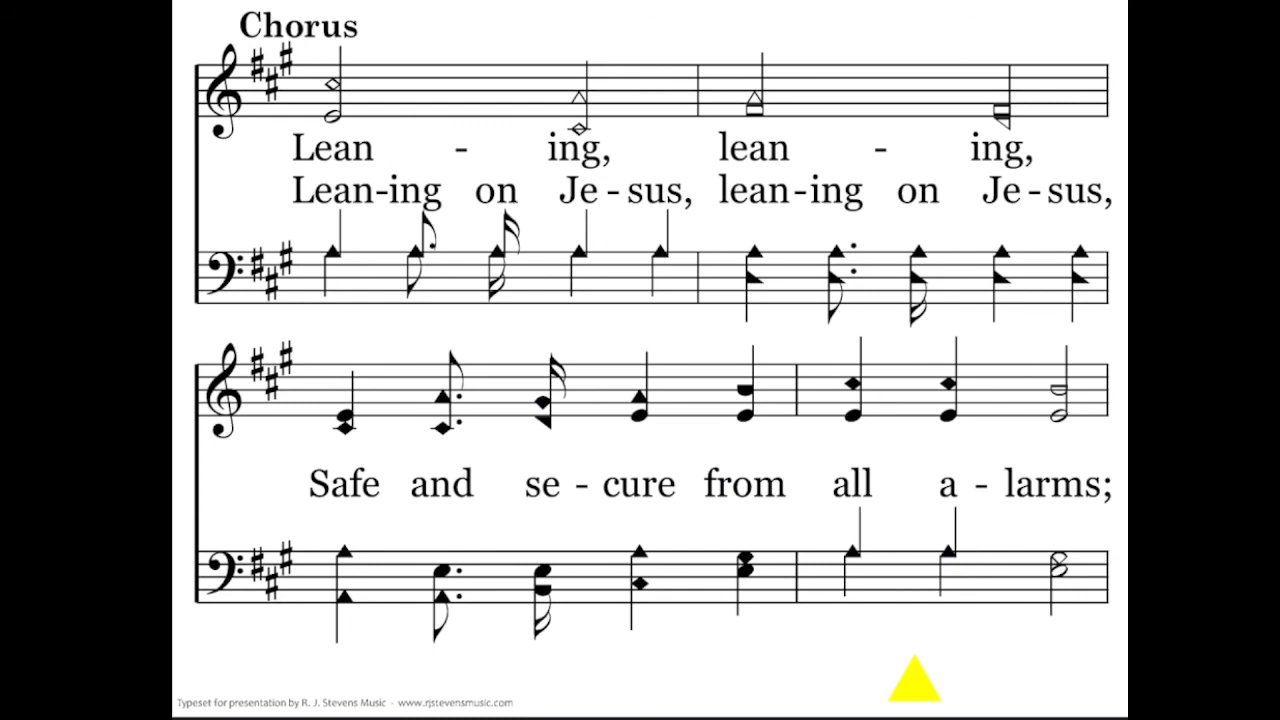 Chorus
Lean - ing, lean - ing,
Lean-ing on Je-sus, lean-ing on Je-sus,
Safe and se - cure from all a - larms;
Typeset for presentation by R. J. Stevens Music - www.rjstevensmusic.com